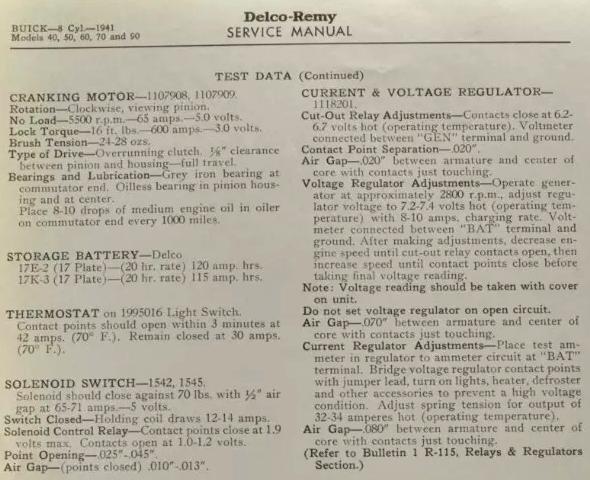 BUICK—8 Cyl.—1941
Models 40, 50, 60, 70 and 90
Delco-Remy
SERVICE MANUAL
TEST DATA (Continued)
CRANKING MOTOR—1107908, 1107909.
Rotation—Clockwise, viewing pinion.
No Load—5500 r.p.m.—65 amps.—5.0 volts.
Lock Torque—16 ft. lbs.—600 amps.—3.0 volts.
Brush Tension—24-28 ozs.
Type of Drive—Overrunning clutch. clearance
between pinion and housing—full travel.
Bearings and Lubrication—Grey iron bearing at
commutator end. Oilless bearing in pinion hous-
ing and at center.
Place 8-10 drops of medium engine oil in oiler
on commutator end every 1000 miles.
STORAGE BATTERY—Delco
17E-2 (17 Plate)—(20 hr. rate) 120 amp. hrs.
17K-3 (17 Plate)—(20 hr. rate) 115 amp. hrs.
THERMOSTAT on 1995016 Light Switch.
Contact points should open within 3 minutes at
42 amps. (70° F.). Remain closed at 30 amps.
(70° F.).
SOLENOID SWITCH—1542, 1545.
Solenoid should close against 70 lbs. with ½" air
gap at 65-71 amps.—5 volts.
Switch Closed—Holding coil draws 12-14 amps.
Solenoid Control Relay—Contact points close at 1.9
volts max. Contacts open at 1.0-1.2 volts.
Point Opening—.025"-.045".
Air Gap—(points closed) .010"-.013".
CURRENT & VOLTAGE REGULATOR—
1118201.
Cut-Out Relay Adjustments—Contacts close at 6.2-
6.7 volts hot (operating temperature). Voltmeter
connected between "GEN" terminal and ground.
Contact Point Separation—.020".
Air Gap—.020" between armature and center of
core with contacts just touching.
Voltage Regulator Adjustments—Operate gener-
ator at approximately 2800 r.p.m., adjust regu-
lator voltage to 7.2-7.4 volts hot (operating tem-
perature) with 8-10 amps. charging rate. Volt-
meter connected between "BAT" terminal and
ground. After making adjustments, decrease en-
gine speed until cut-out relay contacts open, then
increase speed until contact points close before
taking final voltage reading.
Note: Voltage reading should be taken with cover
on unit.
Do not set voltage regulator on open circuit.
Air Gap—.070" between armature and center of
core with contacts just touching.
Current Regulator Adjustments—Place test am-
meter in regulator to ammeter circuit at "BAT"
terminal. Bridge voltage regulator contact points
with jumper lead, turn on lights, heater, defroster
and other accessories to prevent a high voltage
condition. Adjust spring tension for output of
32-34 amperes hot (operating temperature).
Air Gap—.080" between armature and center of
core with contacts just touching.
(Refer to Bulletin 1 R-115, Relays & Regulators
Section.)